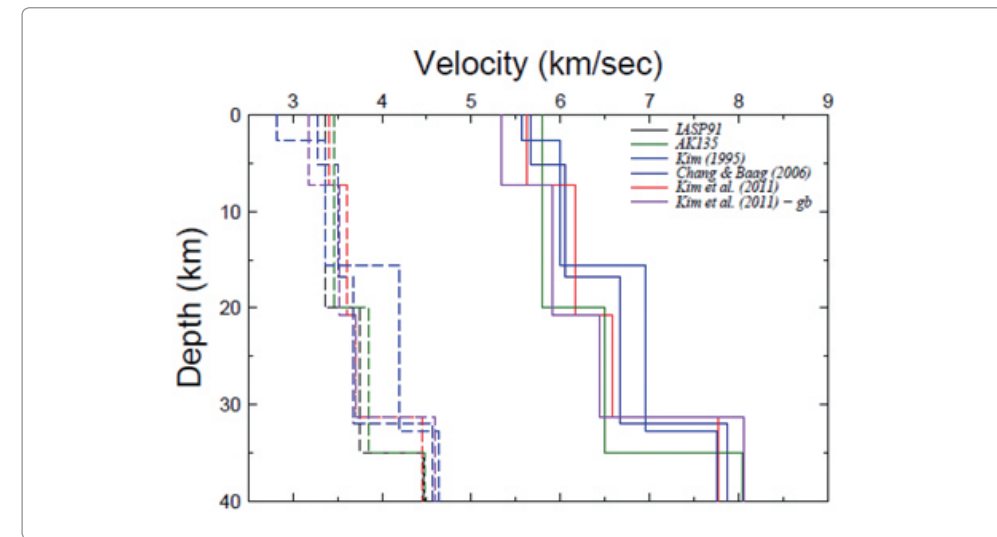 Velocity (km/sec)
3 4 5 6 7 8 9
0
10
20
30
40
Depth (km)
IASP91
AK135
Kim (1995)
Chang & Baag (2006)
Kim et al. (2011)
Kim et al. (2011) − gb